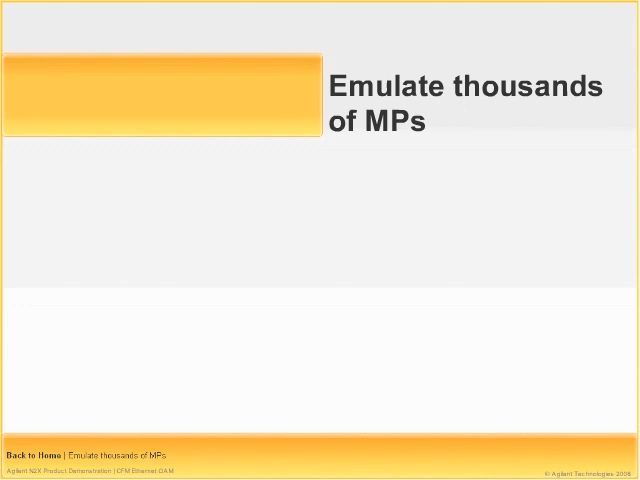 Emulate thousands
of MPs
Back to Home | Emulate thousands of MPs
Agilent N2X Product Demonstration | CFM Ethernet OAM
© Agilent Technologies 2008